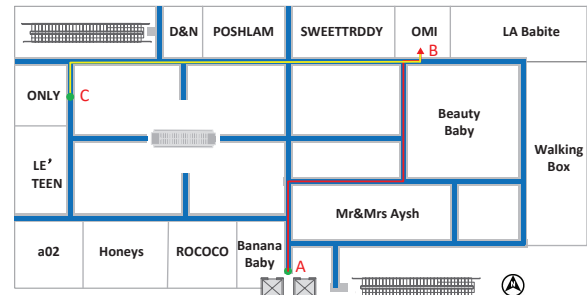 D&N
POSHLAM
SWEETTRDDY
OMI
LA Babite
B
ONLY
C
Beauty
Baby
Walking
Box
LE'
TEEN
Mr&Mrs Aysh
a02
Honeys
ROCOCO
Banana
Baby
A